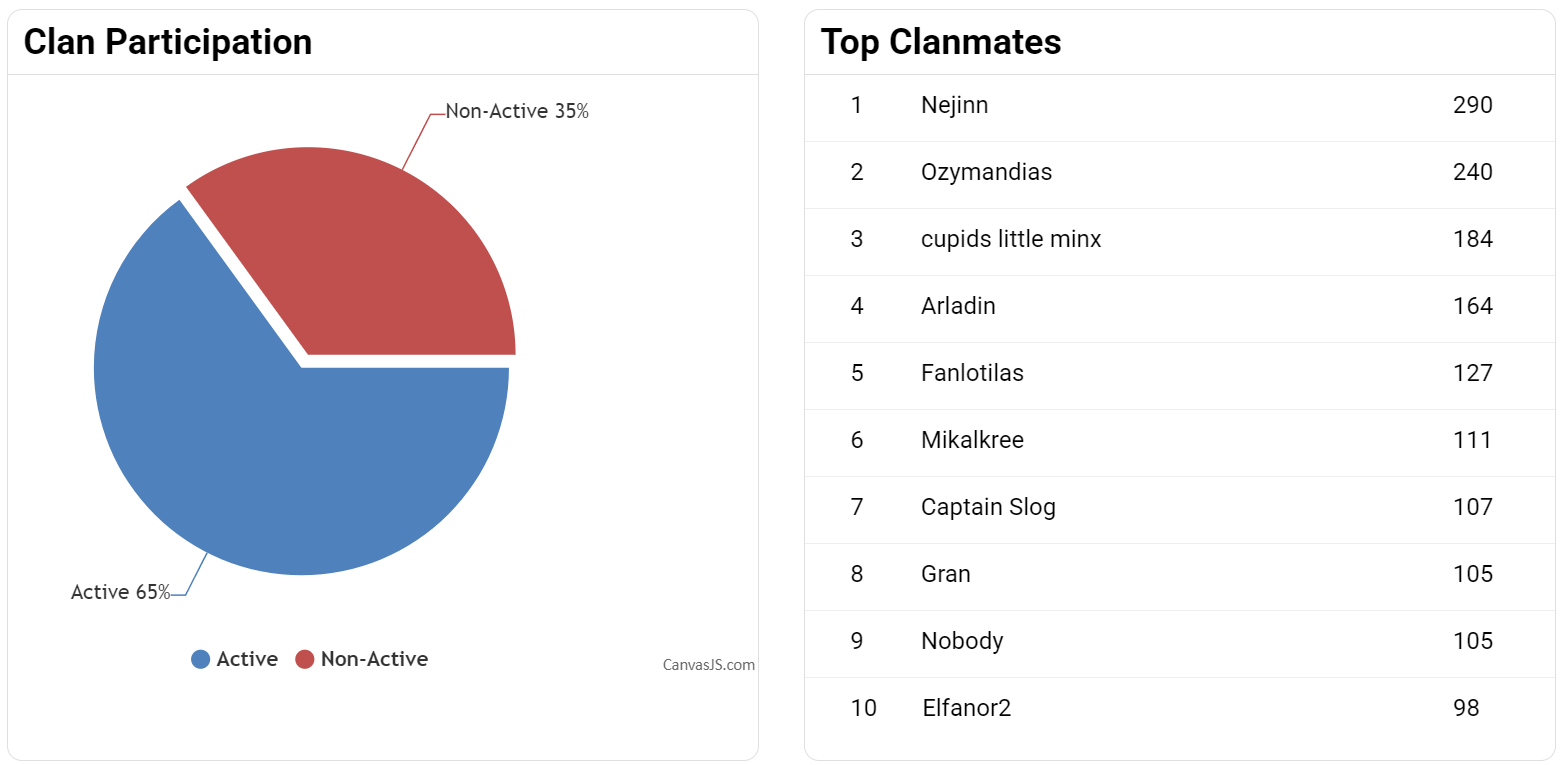 Clan Participation
Non-Active 35%
Active 65%
Active Non-Active
CanvasJS.com
Top Clanmates
1 Nejinn 290
2 Ozymandias 240
3 cupids little minx 184
4 Arladin 164
5 Fanlotilas 127
6 Mikalkree 111
7 Captain Slog 107
8 Gran 105
9 Nobody 105
10 Elfanor2 98